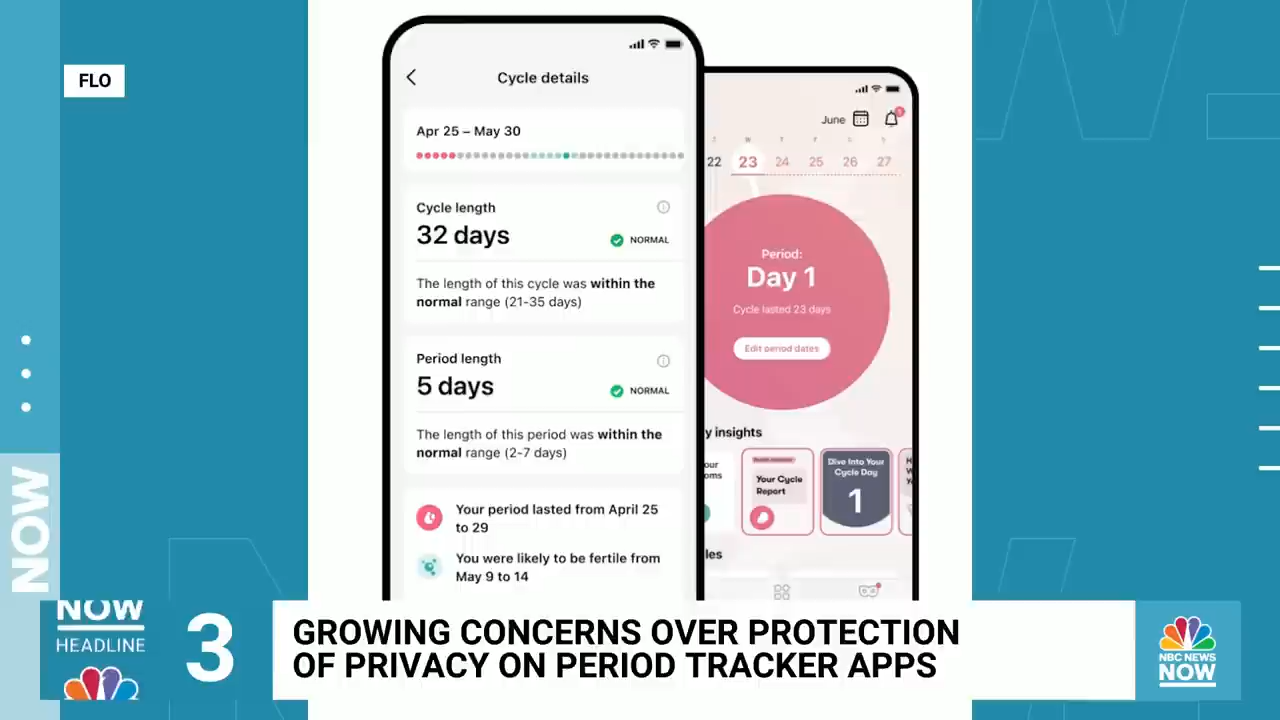 FLO
Cycle details
Apr 25 – May 30
Cycle length
32 days
NORMAL
The length of this cycle was within the
normal range (21-35 days)
Period length
5 days
NORMAL
The length of this period was within the
normal range (2-7 days)
Your period lasted from April 25
to 29
You were likely to be fertile from
May 9 to 14
June
22 23 24 25 26 27
Period:
Day 1
Cycle lasted 23 days
Edit period dates
y insights
our
oms
Your Cycle
Report
Dive Into Your
Cycle Day
1
les
NOW
NOW
HEADLINE
3
GROWING CONCERNS OVER PROTECTION
OF PRIVACY ON PERIOD TRACKER APPS
NBC NEWS
NOW